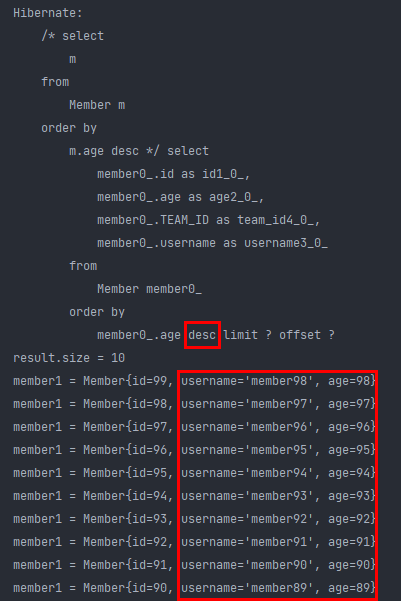 Hibernate:
    /* select
        m
    from
        Member m
    order by
        m.age desc */ select
            member0_.id as id1_0_,
            member0_.age as age2_0_,
            member0_.TEAM_ID as team_id4_0_,
            member0_.username as username3_0_
        from
            Member member0_
        order by
            member0_.age desc limit ? offset ?
result.size = 10
member1 = Member{id=99, username='member98', age=98}
member1 = Member{id=98, username='member97', age=97}
member1 = Member{id=97, username='member96', age=96}
member1 = Member{id=96, username='member95', age=95}
member1 = Member{id=95, username='member94', age=94}
member1 = Member{id=94, username='member93', age=93}
member1 = Member{id=93, username='member92', age=92}
member1 = Member{id=92, username='member91', age=91}
member1 = Member{id=91, username='member90', age=90}
member1 = Member{id=90, username='member89', age=89}